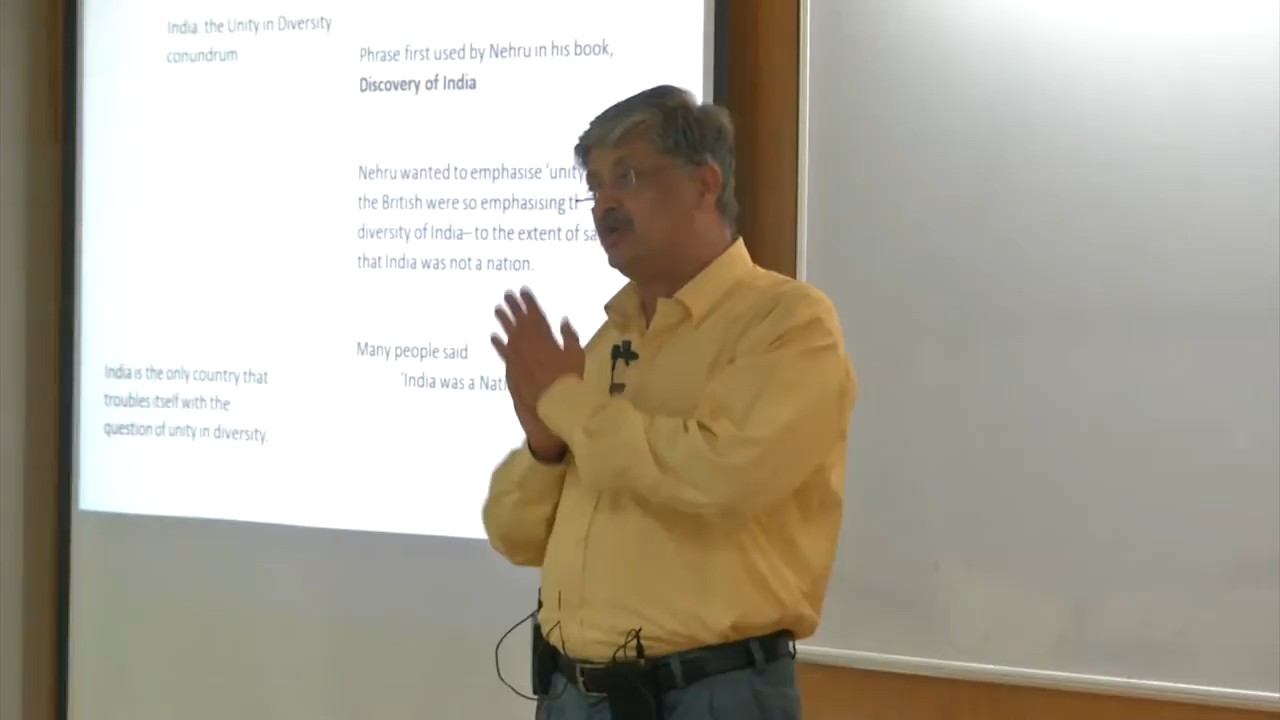 India: the Unity in Diversity
conundrum
Phrase first used by Nehru in his book,
Discovery of India
Nehru wanted to emphasise 'unity
the British were so emphasising
diversity of India– to the extent of
that India was not a nation.
Many people said
'India was a
India is the only country that
troubles itself with the
question of unity in diversity.